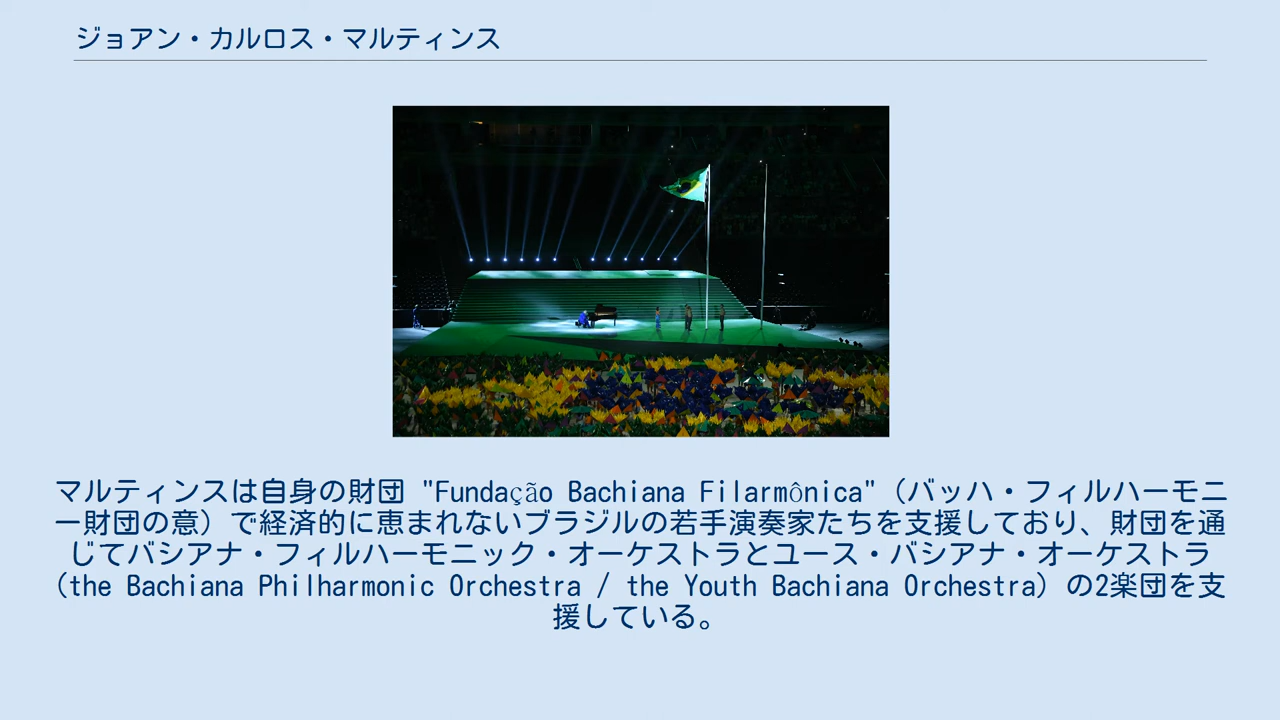 ジョアン・カルロス・マルティンス
マルティンスは自身の財団 "Fundação Bachiana Filarmônica"（バッハ・フィルハーモニ
ー財団の意）で経済的に恵まれないブラジルの若手演奏家たちを支援しており、財団を通
じてバシアナ・フィルハーモニック・オーケストラとユース・バシアナ・オーケストラ
（the Bachiana Philharmonic Orchestra / the Youth Bachiana Orchestra）の2楽団を支
援している。